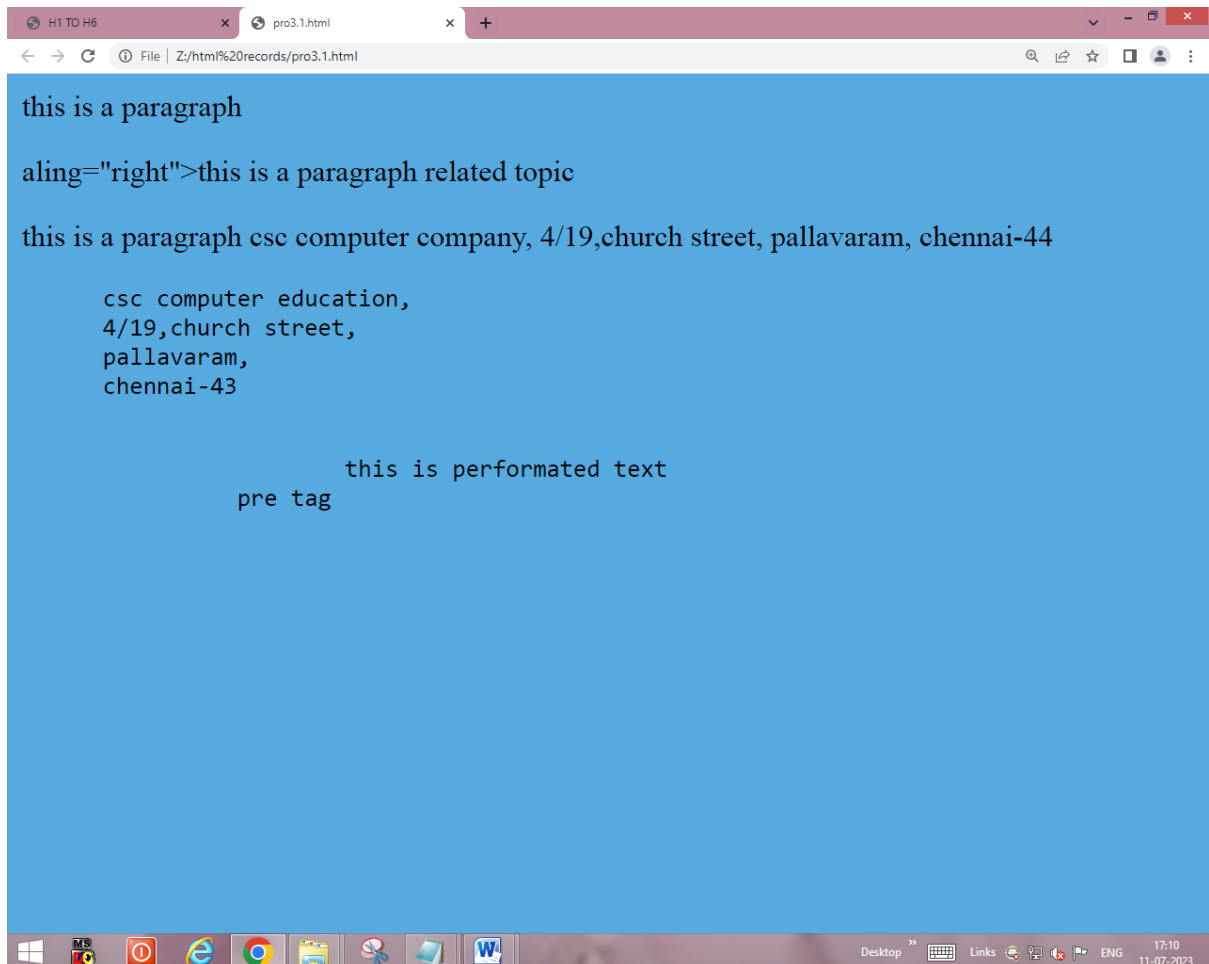 H1 TO H6
pro3.1.html
File | Z:/html%20records/pro3.1.html
this is a paragraph
aling="right">this is a paragraph related topic
this is a paragraph csc computer company, 4/19,church street, pallavaram, chennai-44
csc computer education,
4/19,church street,
pallavaram,
chennai-43
this is performated text
pre tag
MS
W
Desktop
Links
ENG
17:10
11-07-2023